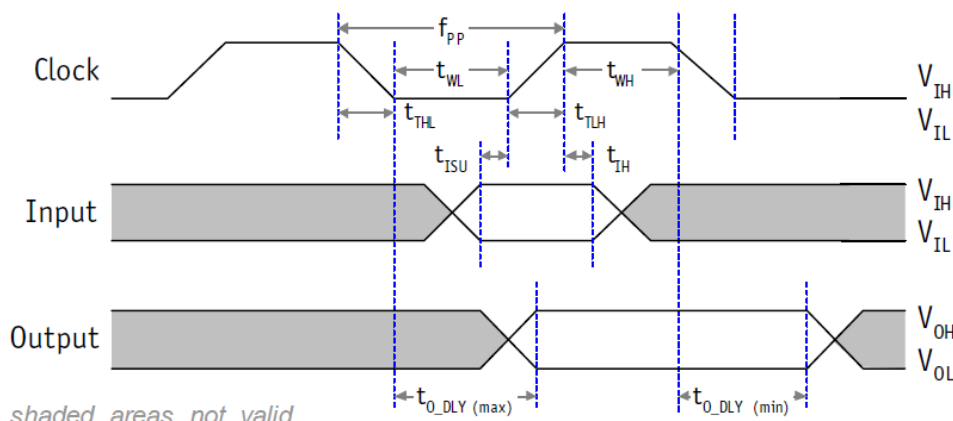 f_PP
Clock
t_WL
t_WH
V_IH
t_THL
t_TLH
V_IL
t_ISU
t_IH
V_IH
Input
V_IL
V_OH
Output
V_OL
t_O_DLY (max)
t_O_DLY (min)
shaded areas not valid